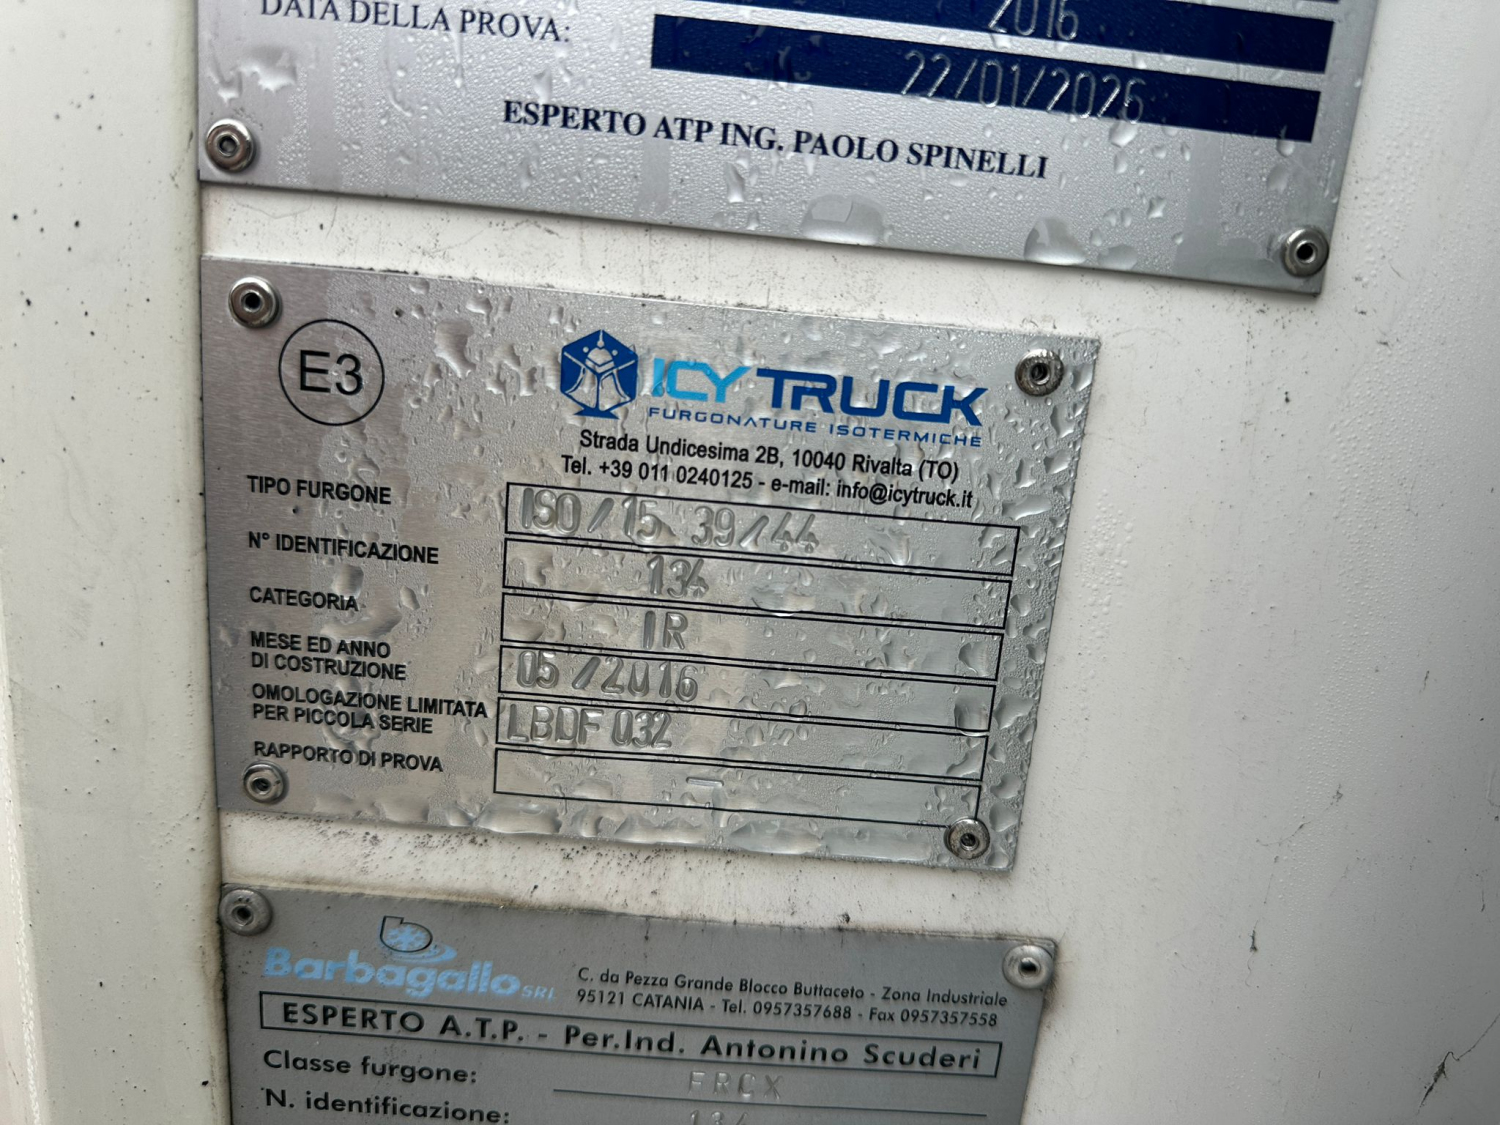 2016
DATA DELLA PROVA: 22/01/2026
ESPERTO ATP ING. PAOLO SPINELLI
E3
ICY TRUCK
FURGONATURE ISOTERMICHE
Strada Undicesima 2B, 10040 Rivalta (TO)
Tel. +39 011 0240125 - e-mail: info@icytruck.it
TIPO FURGONE ISO/15 39/44
N° IDENTIFICAZIONE 134
CATEGORIA IR
MESE ED ANNO
DI COSTRUZIONE 05/2016
OMOLOGAZIONE LIMITATA
PER PICCOLA SERIE LBDF 032
RAPPORTO DI PROVA -
Barbagallo SRL
C. da Pezza Grande Blocco Buttaceto - Zona Industriale
95121 CATANIA - Tel. 0957357688 - Fax 0957357558
ESPERTO A.T.P. - Per.Ind. Antonino Scuderi
Classe furgone: FRCX
N. identificazione: 134